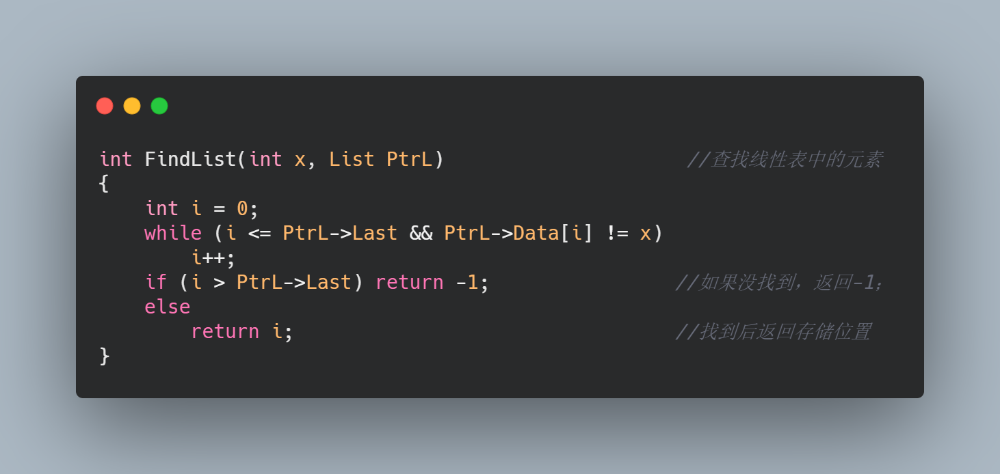 int FindList(int x, List PtrL)                     //查找线性表中的元素
{
    int i = 0;
    while (i <= PtrL->Last && PtrL->Data[i] != x)
        i++;
    if (i > PtrL->Last) return -1;                //如果没找到，返回-1；
    else
        return i;                                 //找到后返回存储位置
}